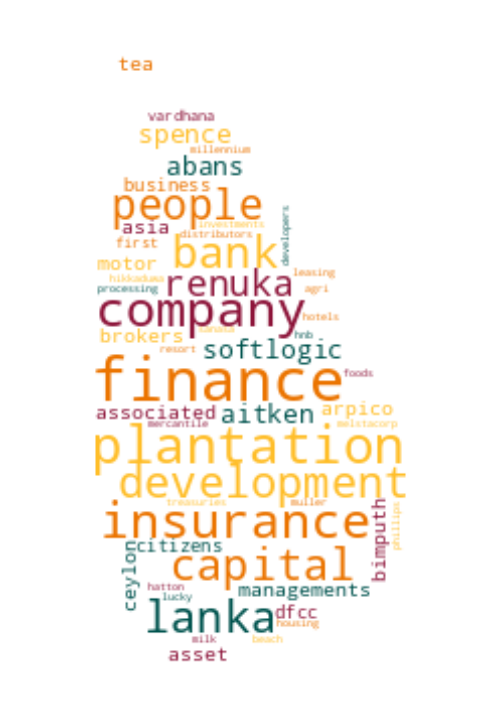 tea
vardhana
spence
millennium
abans
business
people
investments
asia
distributors
developers
first
bank
motor
leasing
hikkaduwa
renuka
processing
agri
company
hotels
sanasa
brokers
hnb
resort
softlogic
finance
foods
associated
aitken
arpico
mercantile
melstacorp
plantation
development
treasuries
muller
insurance
bimputh
phillips
citizens
ceylon
capital
hatton
managements
lucky
lanka
dfcc
housing
milk
beach
asset